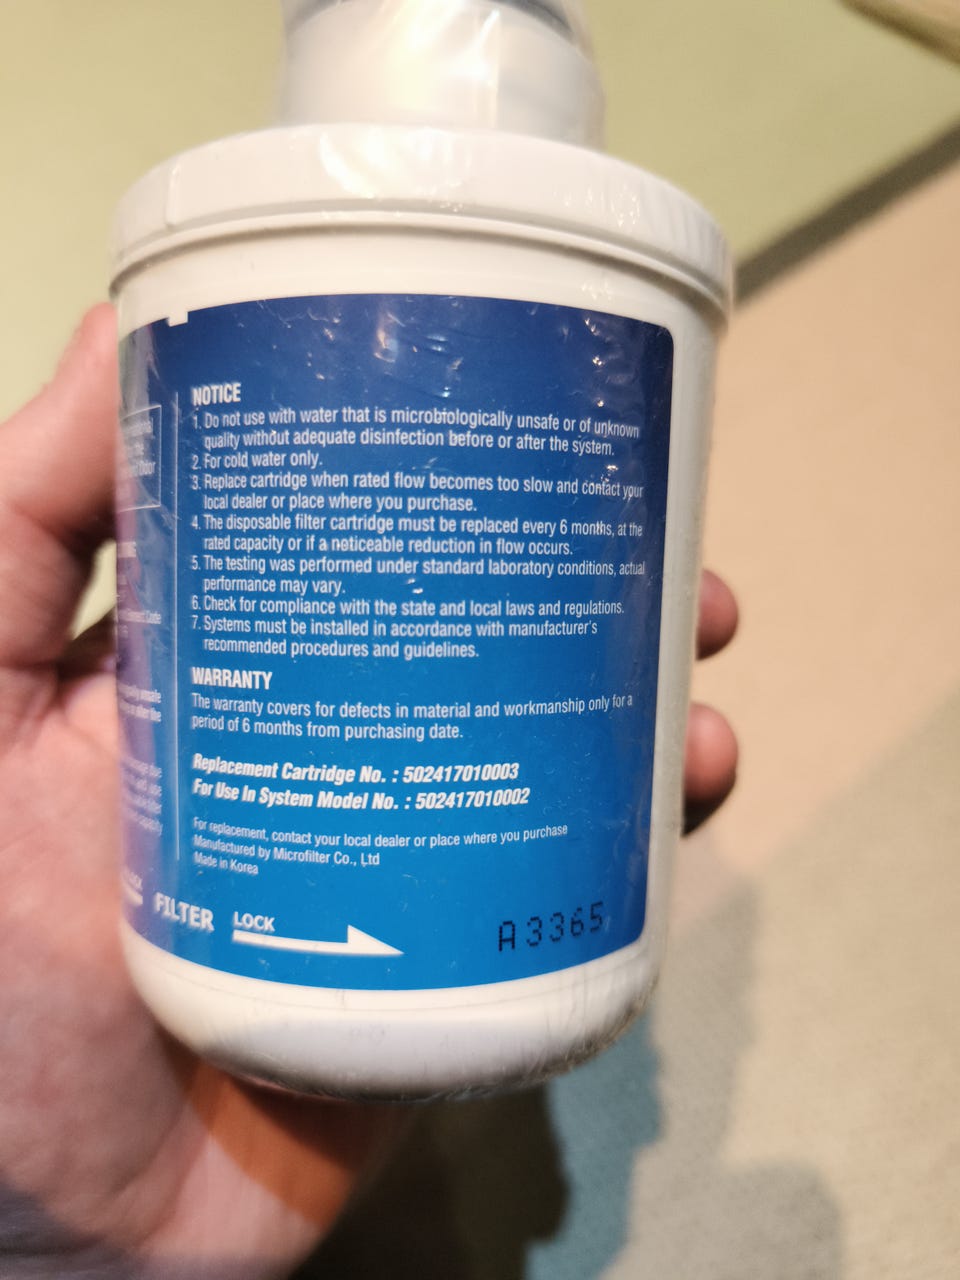 NOTICE
1. Do not use with water that is microbiologically unsafe or of unknown
quality without adequate disinfection before or after the system.
2. For cold water only.
3. Replace cartridge when rated flow becomes too slow and contact your
local dealer or place where you purchase.
4. The disposable filter cartridge must be replaced every 6 months, at the
rated capacity or if a noticeable reduction in flow occurs.
5. The testing was performed under standard laboratory conditions, actual
performance may vary.
6. Check for compliance with the state and local laws and regulations.
7. Systems must be installed in accordance with manufacturer's
recommended procedures and guidelines.
WARRANTY
The warranty covers for defects in material and workmanship only for a
period of 6 months from purchasing date.
Replacement Cartridge No. : 502417010003
For Use In System Model No. : 502417010002
For replacement, contact your local dealer or place where you purchase
Manufactured by Microfilter Co., Ltd
Made in Korea
FILTER LOCK
A3365